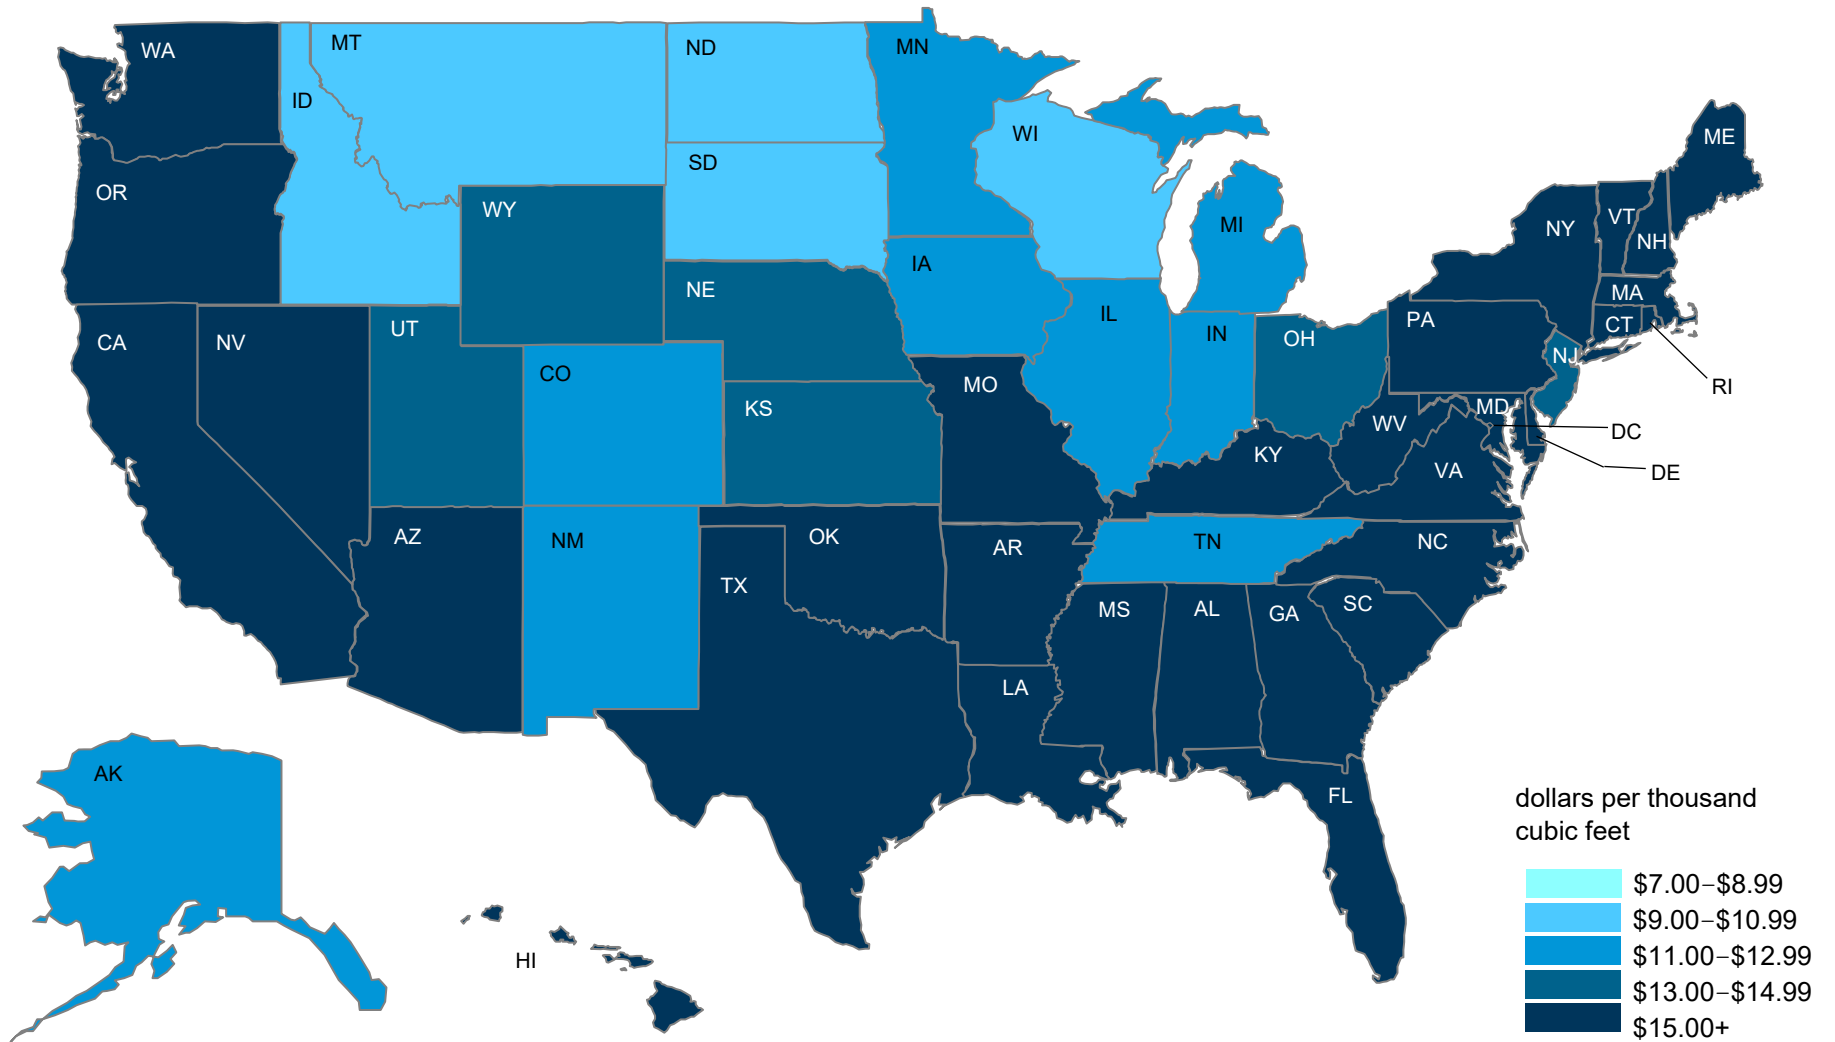 WA
MT
ND
MN
ID
WI
ME
SD
OR
WY
VT
MI
NY
NH
IA
NE
MA
IL
PA
CT
UT
IN
OH
CA
NV
NJ
CO
MO
RI
KS
MD
WV
DC
KY
VA
DE
AZ
OK
NM
TN
NC
AR
TX
SC
MS
AL
GA
LA
AK
FL
HI
dollars per thousand
cubic feet
$7.00–$8.99
$9.00–$10.99
$11.00–$12.99
$13.00–$14.99
$15.00+